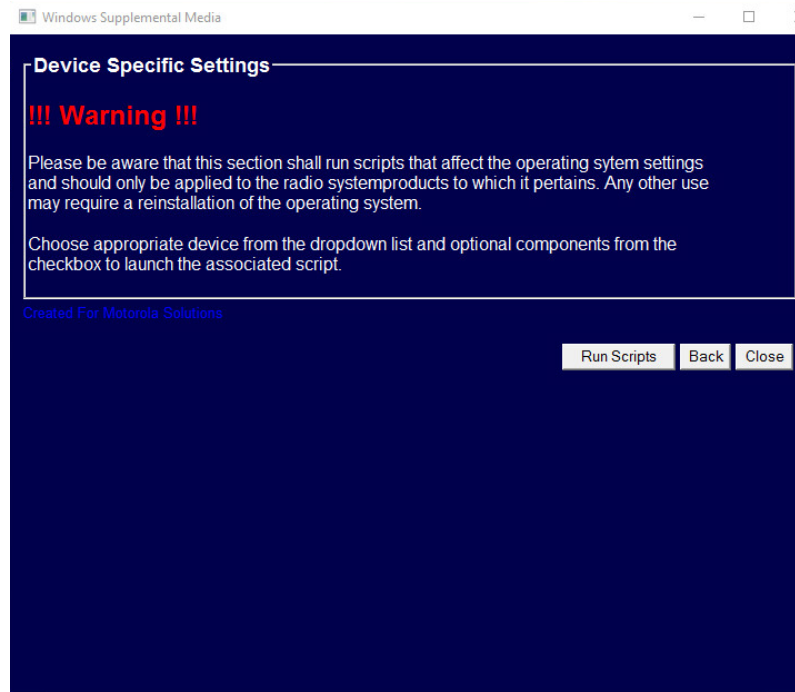 Windows Supplemental Media
Device Specific Settings
!!! Warning !!!
Please be aware that this section shall run scripts that affect the operating sytem settings
and should only be applied to the radio systemproducts to which it pertains. Any other use
may require a reinstallation of the operating system.
Choose appropriate device from the dropdown list and optional components from the
checkbox to launch the associated script.
Created For Motorola Solutions
Run Scripts Back Close